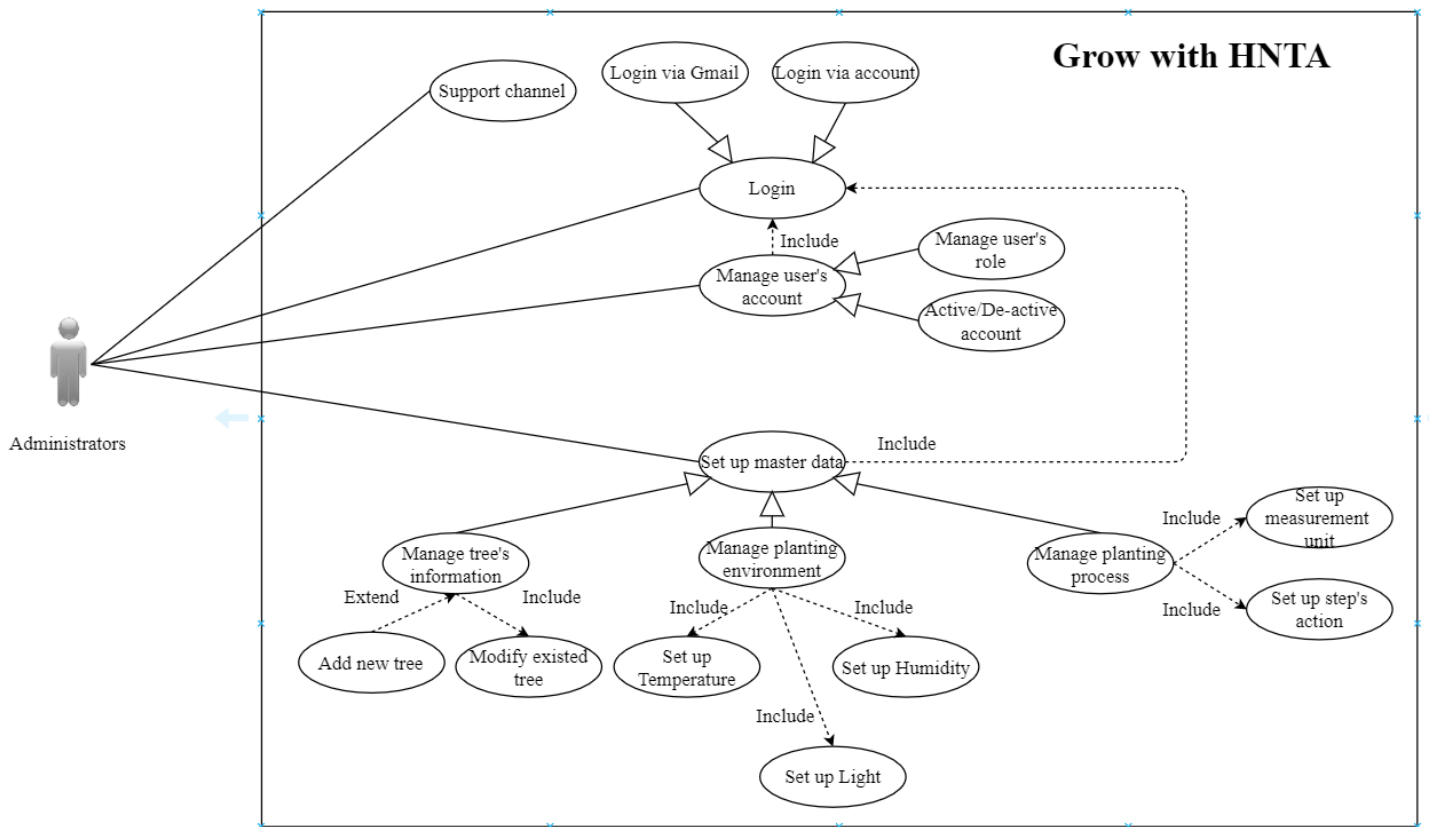 Grow with HNTA
Support channel
Login via Gmail
Login via account
Login
Include
Manage user's
role
Manage user's
account
Active/De-active
account
Administrators
Set up master data
Include
Manage tree's
information
Manage planting
environment
Manage planting
process
Include
Set up
measurement
unit
Include
Set up step's
action
Extend
Include
Include
Include
Add new tree
Modify existed
tree
Set up
Temperature
Set up Humidity
Include
Set up Light